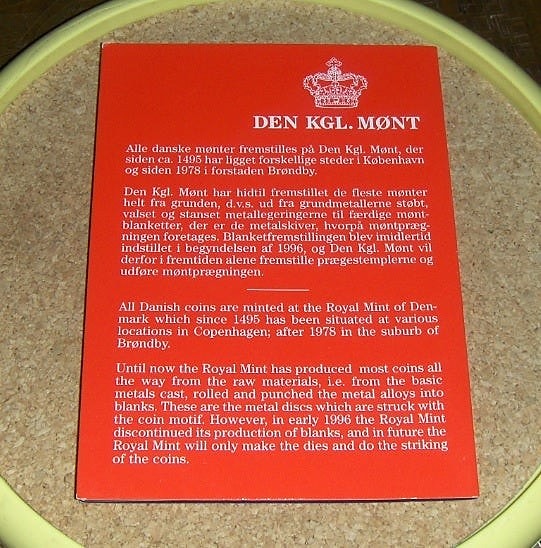 DEN KGL. MØNT
Alle danske mønter fremstilles på Den Kgl. Mønt, der
siden ca. 1495 har ligget forskellige steder i København
og siden 1978 i forstaden Brøndby.
Den Kgl. Mønt har hidtil fremstillet de fleste mønter
helt fra grunden, d.v.s. ud fra grundmetallerne støbt,
valset og stanset metallegeringerne til færdige mønt-
blanketter, der er de metalskiver, hvorpå møntpræg-
ningen foretages. Blanketfremstillingen blev imidlertid
indstillet i begyndelsen af 1996, og Den Kgl. Mønt vil
derfor i fremtiden alene fremstille prægestemplerne og
udføre møntprægningen.
All Danish coins are minted at the Royal Mint of Den-
mark which since 1495 has been situated at various
locations in Copenhagen; after 1978 in the suburb of
Brøndby.
Until now the Royal Mint has produced most coins all
the way from the raw materials, i.e. from the basic
metals cast, rolled and punched the metal alloys into
blanks. These are the metal discs which are struck with
the coin motif. However, in early 1996 the Royal Mint
discontinued its production of blanks, and in future the
Royal Mint will only make the dies and do the striking
of the coins.